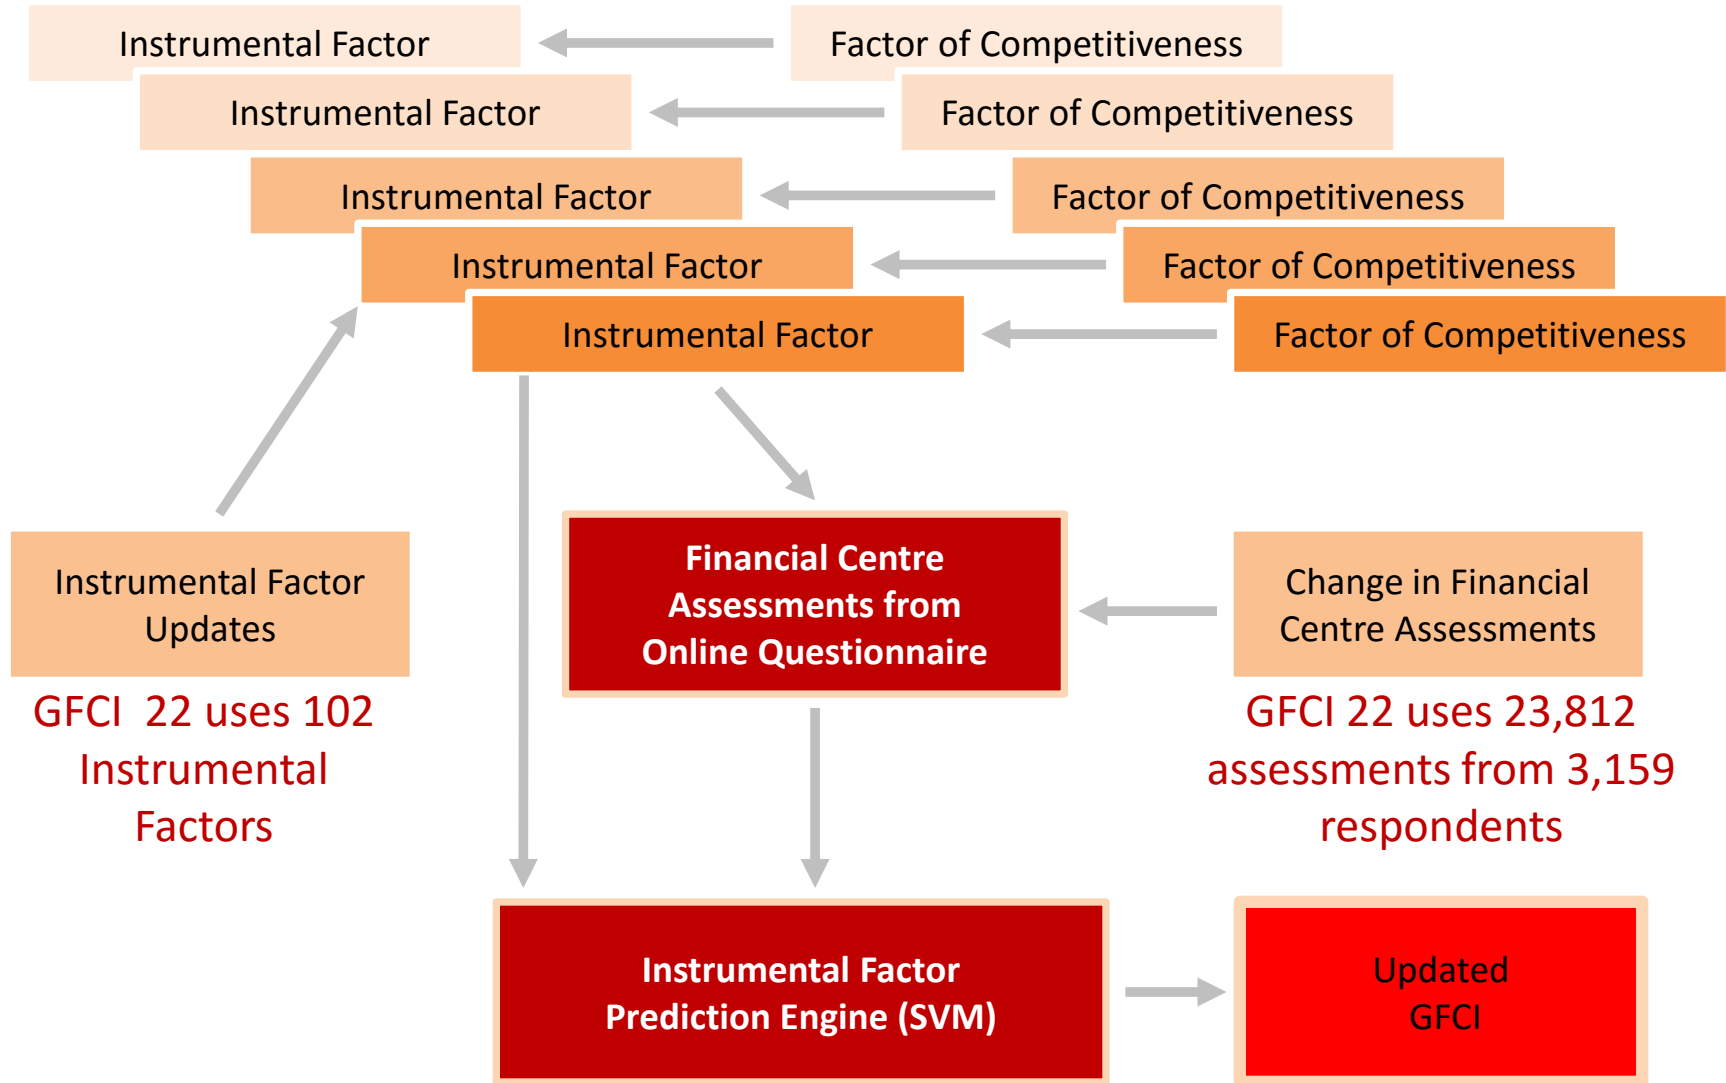 Instrumental Factor
Factor of Competitiveness
Instrumental Factor
Factor of Competitiveness
Instrumental Factor
Factor of Competitiveness
Instrumental Factor
Factor of Competitiveness
Instrumental Factor
Factor of Competitiveness
Instrumental Factor
Updates
GFCI 22 uses 102
Instrumental
Factors
Financial Centre
Assessments from
Online Questionnaire
Change in Financial
Centre Assessments
GFCI 22 uses 23,812
assessments from 3,159
respondents
Instrumental Factor
Prediction Engine (SVM)
Updated
GFCI